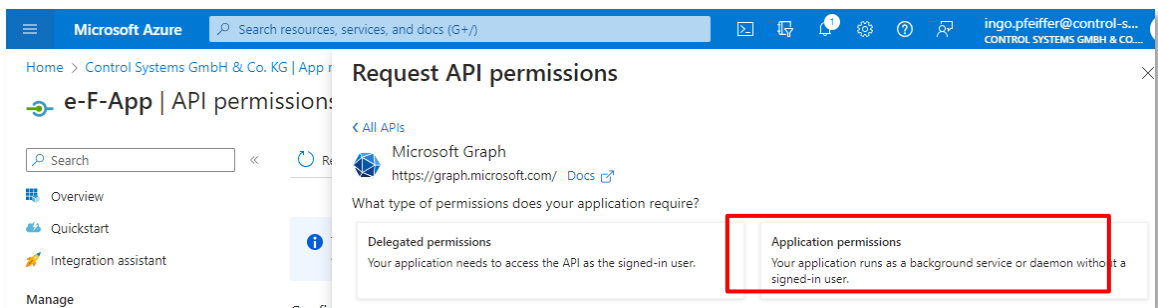 Microsoft Azure
Search resources, services, and docs (G+/)
1
ingo.pfeiffer@control-s...
CONTROL SYSTEMS GMBH & CO....
Home > Control Systems GmbH & Co. KG | App r
e-F-App | API permissions
Search
«
Overview
Quickstart
Integration assistant
Manage
Request API permissions
All APIs
Microsoft Graph
https://graph.microsoft.com/ Docs
What type of permissions does your application require?
Delegated permissions
Your application needs to access the API as the signed-in user.
Application permissions
Your application runs as a background service or daemon without a
signed-in user.